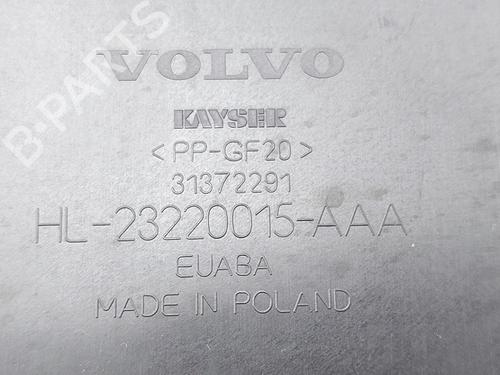 VOLVO
KAYSER
<PP-GF20>
31372291
HL-23220015-AAA
EUABA
MADE IN POLAND
B-PARTS